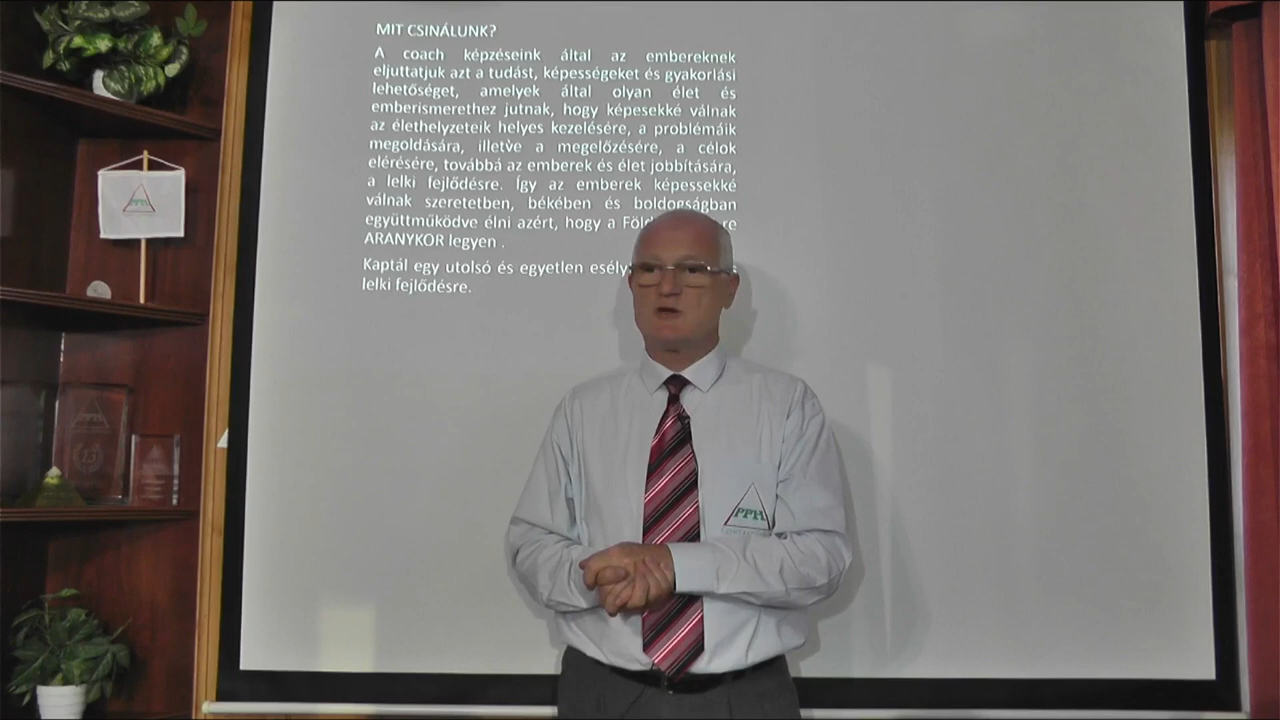 MIT CSINÁLUNK?
A coach képzéseink által az embereknek
eljuttatjuk azt a tudást, képességeket és gyakorlási
lehetőséget, amelyek által olyan élet és
emberismerethez jutnak, hogy képesekké válnak
az élethelyzeteik helyes kezelésére, a problémáik
megoldására, illetve a megelőzésére, a célok
elérésére, továbbá az emberek és élet jobbítására,
a lelki fejlődésre. Így az emberek képessekké
válnak szeretetben, békében és boldogságban
együttműködve élni azért, hogy a
ARANYKOR legyen .
Kaptál egy utolsó és egyetlen
lelki fejlődésre.
PPH
PPH
PPH